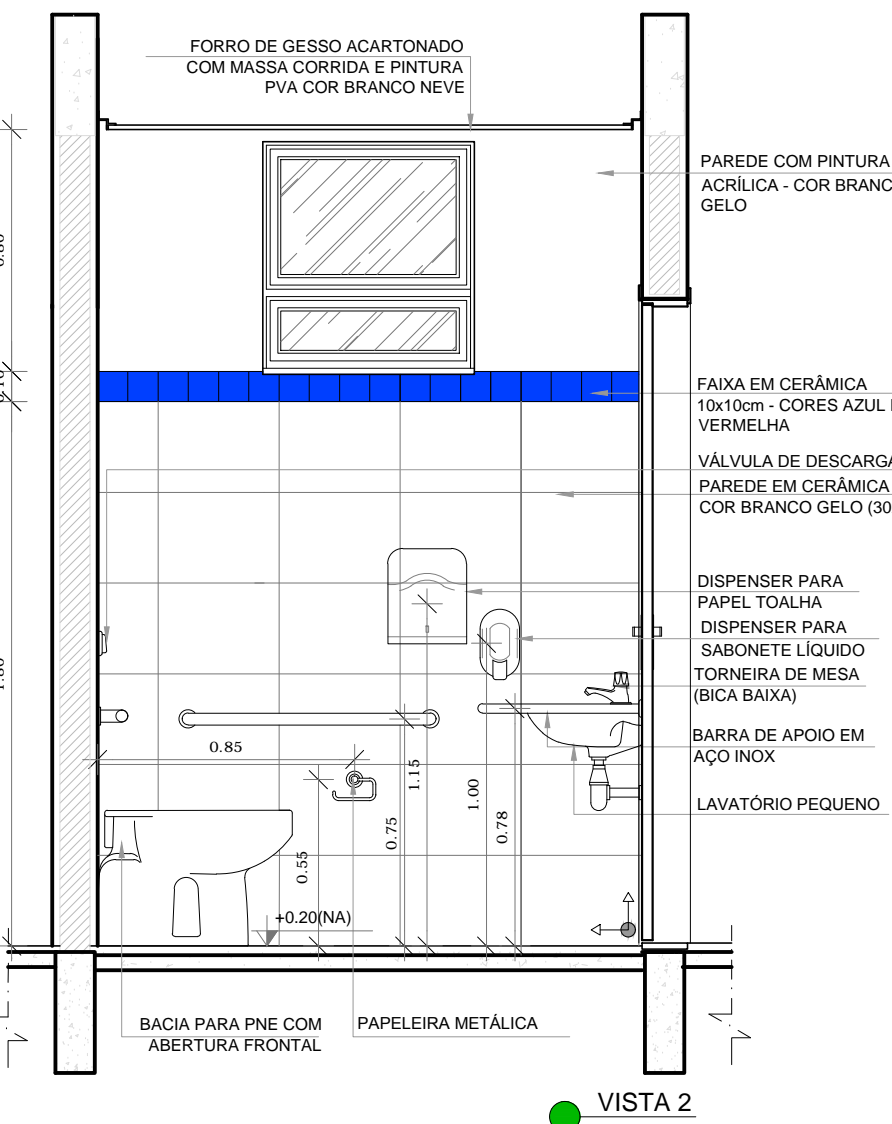 FORRO DE GESSO ACARTONADO
COM MASSA CORRIDA E PINTURA
PVA COR BRANCO NEVE
PAREDE COM PINTURA
ACRÍLICA - COR BRANC
GELO
FAIXA EM CERÂMICA
10x10cm - CORES AZUL
VERMELHA
VÁLVULA DE DESCARGA
PAREDE EM CERÂMICA
COR BRANCO GELO (30
DISPENSER PARA
PAPEL TOALHA
DISPENSER PARA
SABONETE LÍQUIDO
TORNEIRA DE MESA
(BICA BAIXA)
BARRA DE APOIO EM
AÇO INOX
LAVATÓRIO PEQUENO
0.85
1.15
1.00
0.75
0.78
0.55
+0.20(NA)
BACIA PARA PNE COM
ABERTURA FRONTAL
PAPELEIRA METÁLICA
VISTA 2